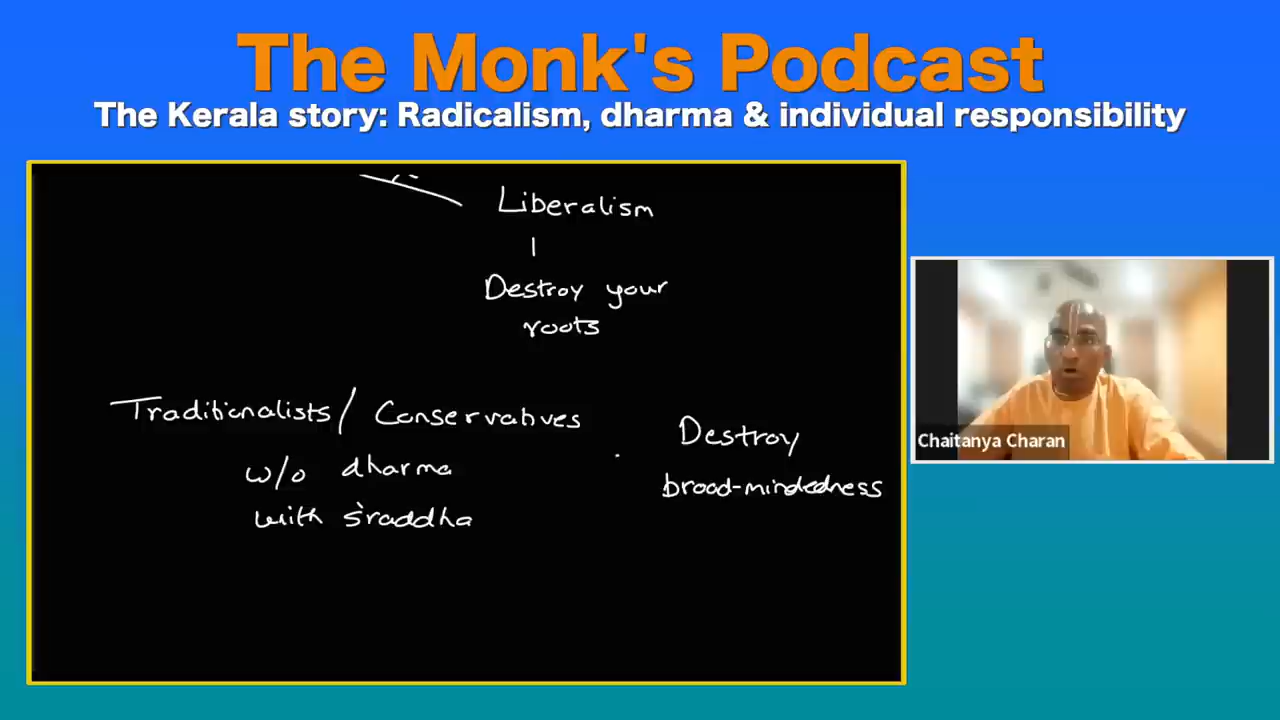 The Monk's Podcast
The Kerala story: Radicalism, dharma & individual responsibility
Liberalism
Destroy your
roots
Traditionalists/ Conservatives
w/o dharma
with śraddha
Destroy
broad-mindedness
Chaitanya Charan